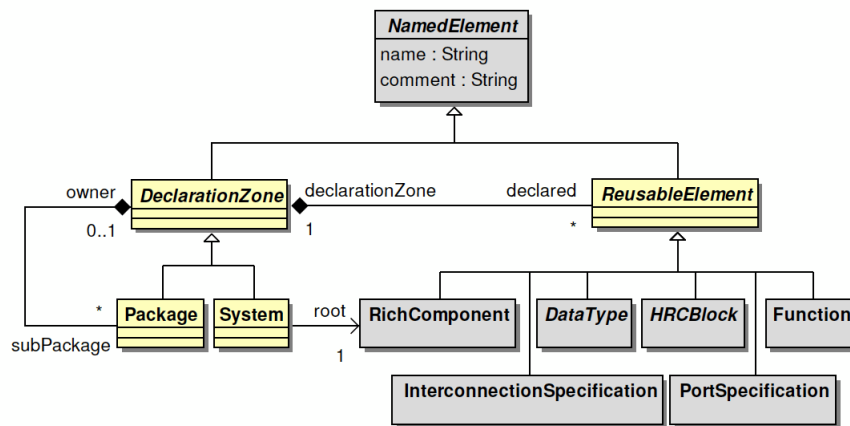 NamedElement
name : String
comment : String
owner
DeclarationZone
declarationZone
declared
ReusableElement
0..1
1
*
*
Package
System
root
RichComponent
DataType
HRCBlock
Function
subPackage
1
InterconnectionSpecification
PortSpecification